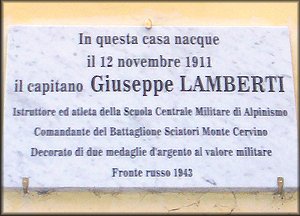 In questa casa nacque
il 12 novembre 1911
il capitano Giuseppe LAMBERTI
Istruttore ed atleta della Scuola Centrale Militare di Alpinismo
Comandante del Battaglione Sciatori Monte Cervino
Decorato di due medaglie d'argento al valore militare
Fronte russo 1943